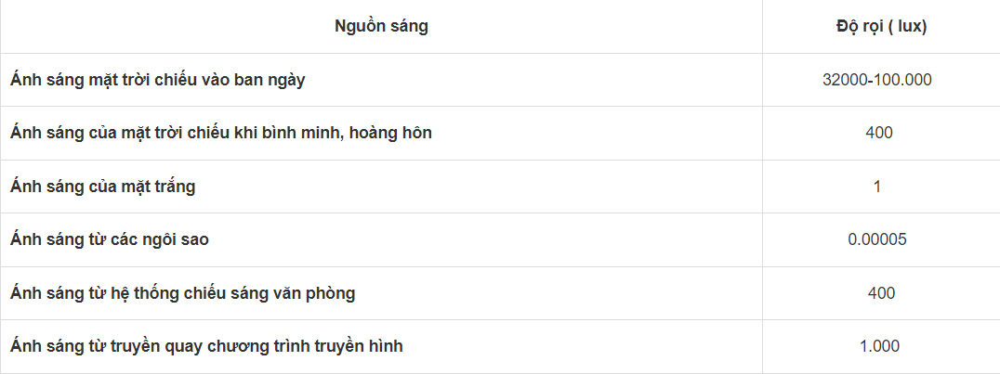 Nguồn sáng Độ rọi ( lux)
Ánh sáng mặt trời chiếu vào ban ngày 32000-100.000
Ánh sáng của mặt trời chiếu khi bình minh, hoàng hôn 400
Ánh sáng của mặt trắng 1
Ánh sáng từ các ngôi sao 0.00005
Ánh sáng từ hệ thống chiếu sáng văn phòng 400
Ánh sáng từ truyền quay chương trình truyền hình 1.000